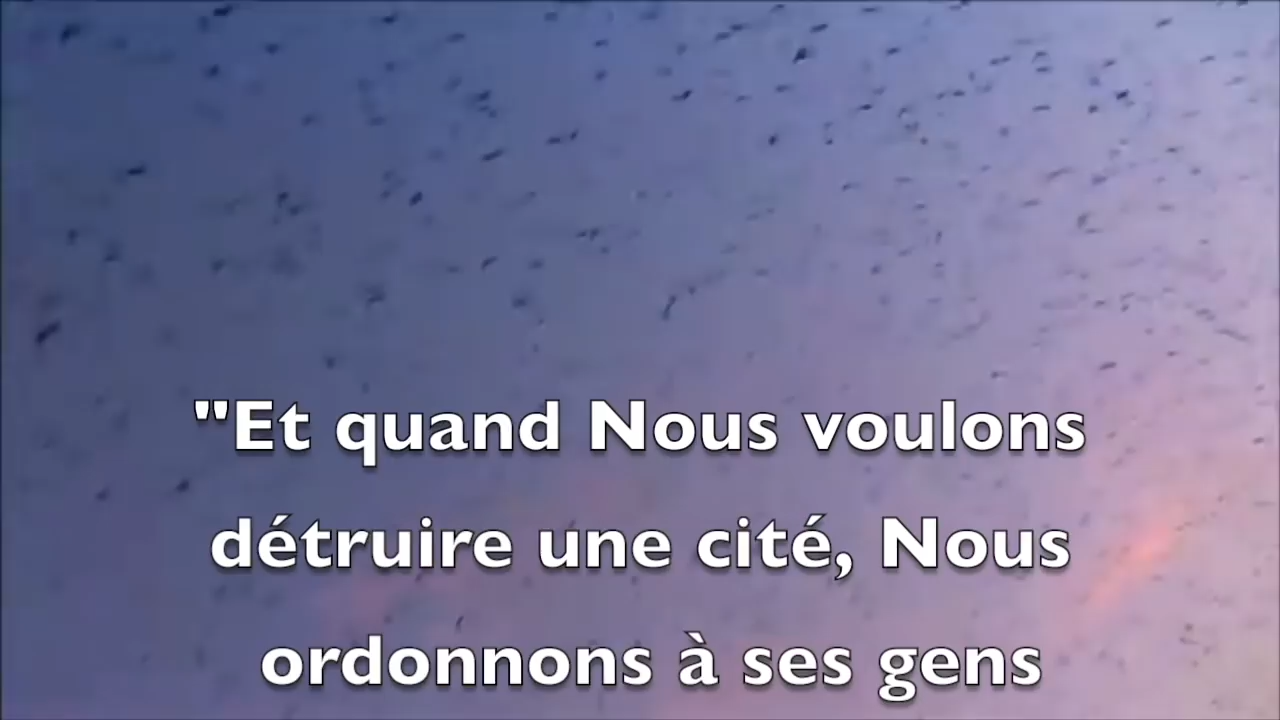 "Et quand Nous voulons
détruire une cité, Nous
ordonnons à ses gens